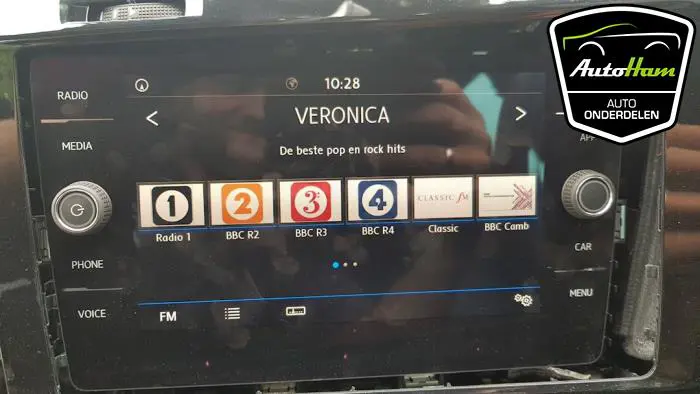 RADIO
MEDIA
PHONE
VOICE
10:28
VERONICA
De beste pop en rock hits
1
2
3
4
CLASSIC fM
Radio 1
BBC R2
BBC R3
BBC R4
Classic
BBC Camb
FM
APP
CAR
MENU
AutoHam
AUTO
ONDERDELEN